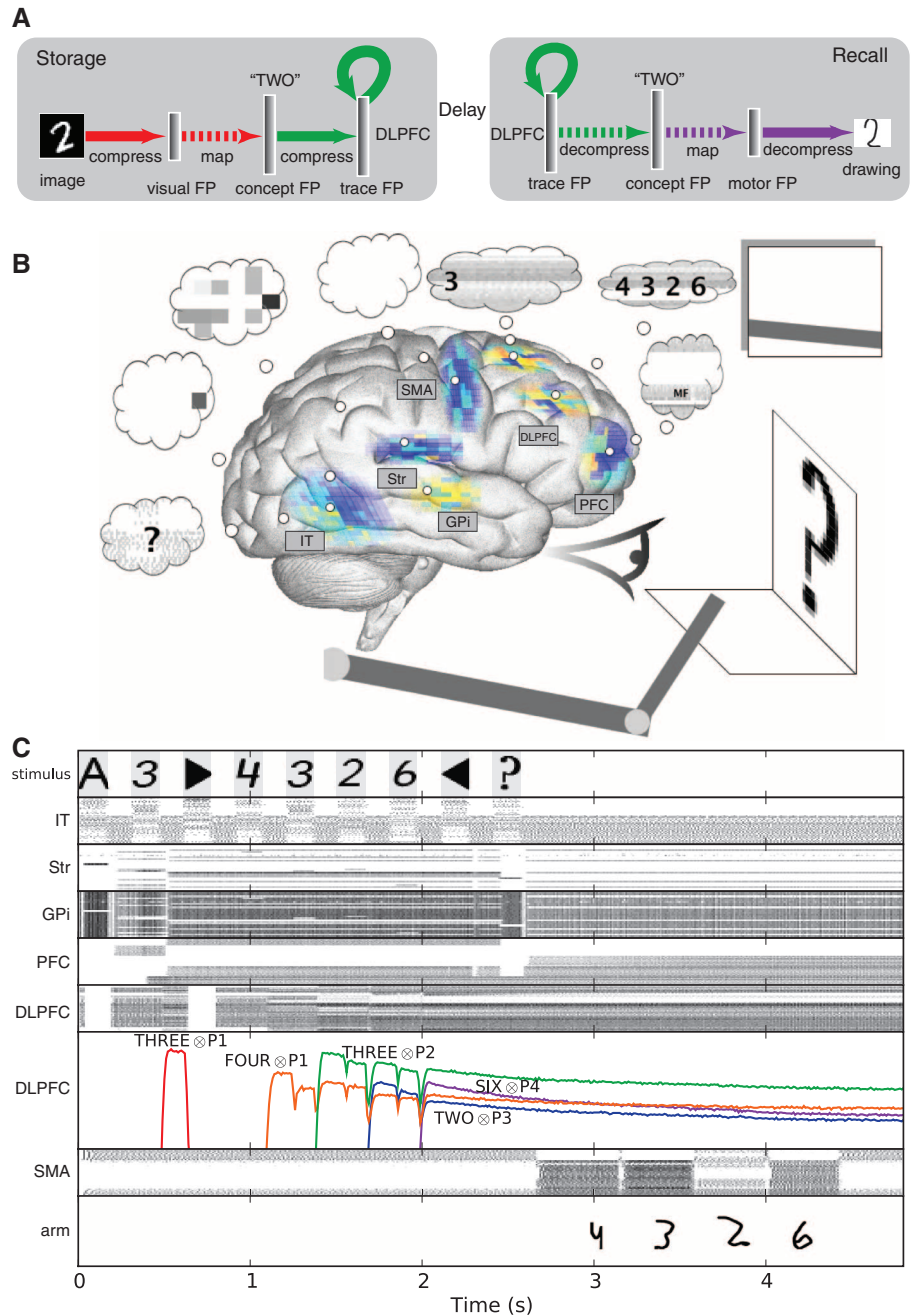 A
Storage
Recall
"TWO"
"TWO"
Delay
DLPFC
DLPFC
2
2
compress
map
compress
decompress
map
decompress
image
visual FP
concept FP
trace FP
trace FP
concept FP
motor FP
drawing
B
3
4 3 2 6
SMA
MF
DLPFC
Str
GPi
PFC
IT
?
?
C
stimulus
A 3 ▶ 4 3 2 6 ◀ ?
IT
Str
GPi
PFC
DLPFC
THREE⊗P1
FOUR⊗P1
THREE⊗P2
SIX⊗P4
TWO⊗P3
DLPFC
SMA
arm
4 3 2 6
0 1 2 3 4
Time (s)